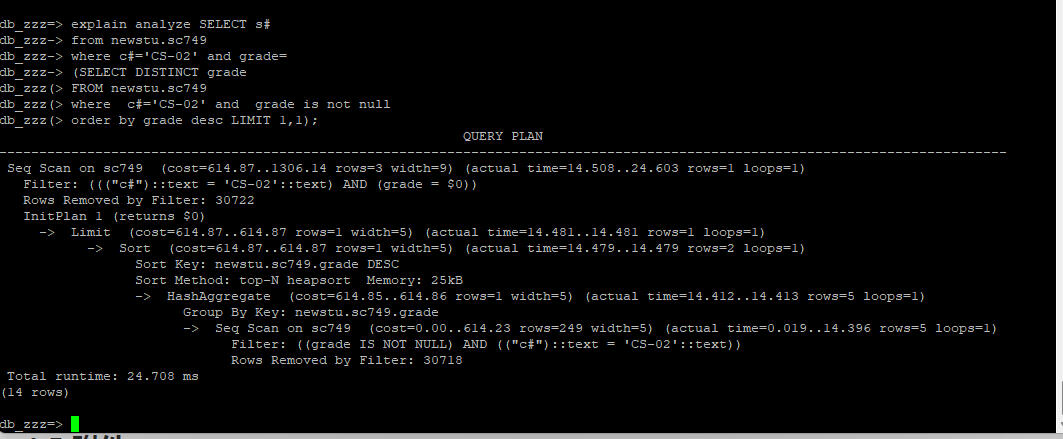 db_zzz=> explain analyze SELECT s#
db_zzz-> from newstu.sc749
db_zzz-> where c#='CS-02' and grade=
db_zzz-> (SELECT DISTINCT grade
db_zzz(> FROM newstu.sc749
db_zzz(> where  c#='CS-02' and  grade is not null
db_zzz(> order by grade desc LIMIT 1,1);
QUERY PLAN
------------------------------------------------------------------------------------------------------------------------------
Seq Scan on sc749  (cost=614.87..1306.14 rows=3 width=9) (actual time=14.508..24.603 rows=1 loops=1)
Filter: ((("c#")::text = 'CS-02'::text) AND (grade = $0))
Rows Removed by Filter: 30722
InitPlan 1 (returns $0)
->  Limit  (cost=614.87..614.87 rows=1 width=5) (actual time=14.481..14.481 rows=1 loops=1)
->  Sort  (cost=614.87..614.87 rows=1 width=5) (actual time=14.479..14.479 rows=2 loops=1)
Sort Key: newstu.sc749.grade DESC
Sort Method: top-N heapsort  Memory: 25kB
->  HashAggregate  (cost=614.85..614.86 rows=1 width=5) (actual time=14.412..14.413 rows=5 loops=1)
Group By Key: newstu.sc749.grade
->  Seq Scan on sc749  (cost=0.00..614.23 rows=249 width=5) (actual time=0.019..14.396 rows=5 loops=1)
Filter: ((grade IS NOT NULL) AND (("c#")::text = 'CS-02'::text))
Rows Removed by Filter: 30718
Total runtime: 24.708 ms
(14 rows)
db_zzz=>